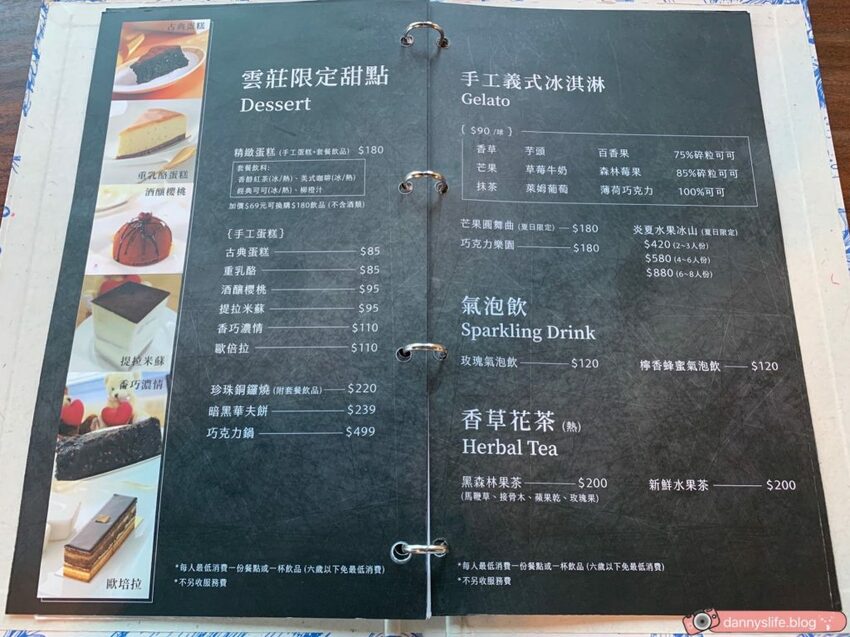 古典蛋糕
重乳酪蛋糕
酒釀櫻桃
提拉米蘇
香巧濃情
歐培拉
雲莊限定甜點
Dessert
精緻蛋糕 (手工蛋糕+套餐飲品) $180
套餐飲料:
香醇紅茶(冰/熱)、美式咖啡(冰/熱)
經典可可(冰/熱)、柳橙汁
加價$69元可換購$180飲品 (不含酒類)
{手工蛋糕}
古典蛋糕 $85
重乳酪 $85
酒釀櫻桃 $95
提拉米蘇 $95
香巧濃情 $110
歐培拉 $110
珍珠銅鑼燒 (附套餐飲品) $220
暗黑華夫餅 $239
巧克力鍋 $499
*每人最低消費一份餐點或一杯飲品 (六歲以下免最低消費)
*不另收服務費
手工義式冰淇淋
Gelato
{ $90 /球 }
香草 芋頭 百香果 75%碎粒可可
芒果 草莓牛奶 森林莓果 85%碎粒可可
抹茶 萊姆葡萄 薄荷巧克力 100%可可
芒果圓舞曲 (夏日限定) $180
巧克力樂園 $180
炎夏水果冰山 (夏日限定)
$420 (2~3人份)
$580 (4~6人份)
$880 (6~8人份)
氣泡飲
Sparkling Drink
玫瑰氣泡飲 $120 檸香蜂蜜氣泡飲 $120
香草花茶 (熱)
Herbal Tea
黑森林果茶 $200 新鮮水果茶 $200
(馬鞭草、接骨木、蘋果乾、玫瑰果)
*每人最低消費一份餐點或一杯飲品 (六歲以下免最低消費)
*不另收服務費
dannyslife.blog